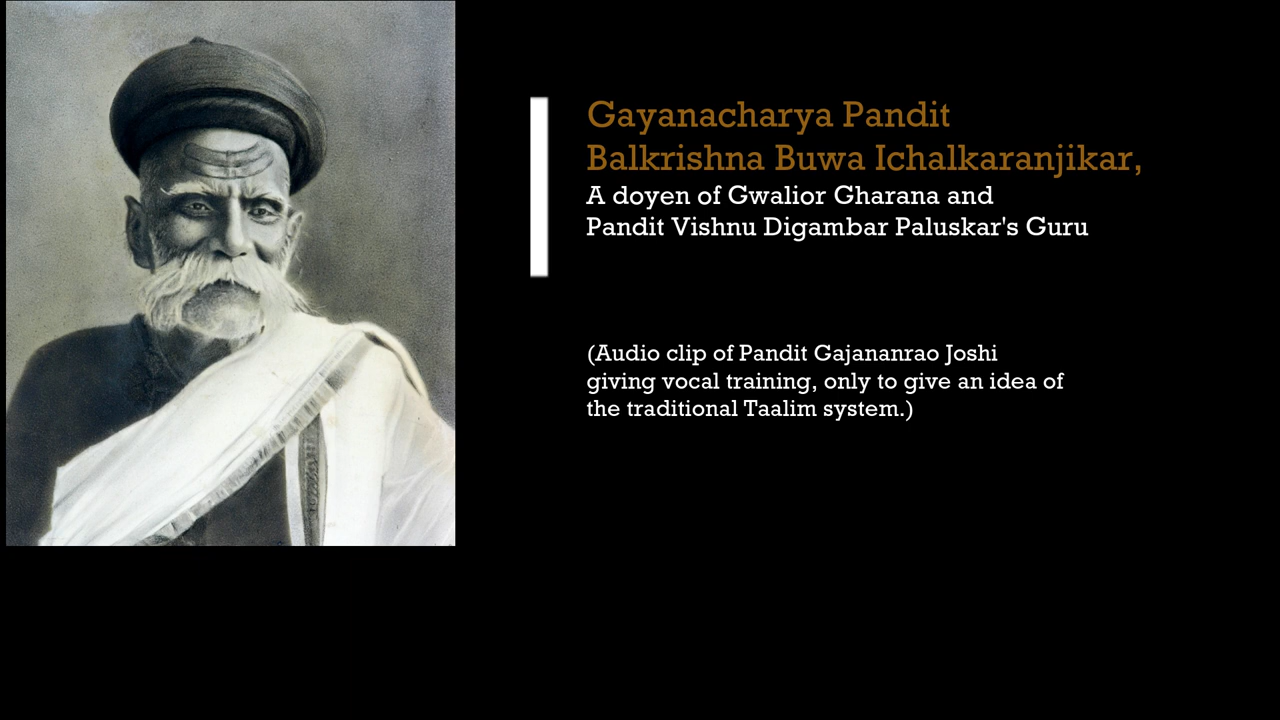 Gayanacharya Pandit
Balkrishna Buwa Ichalkaranjikar,
A doyen of Gwalior Gharana and
Pandit Vishnu Digambar Paluskar's Guru
(Audio clip of Pandit Gajananrao Joshi
giving vocal training, only to give an idea of
the traditional Taalim system.)